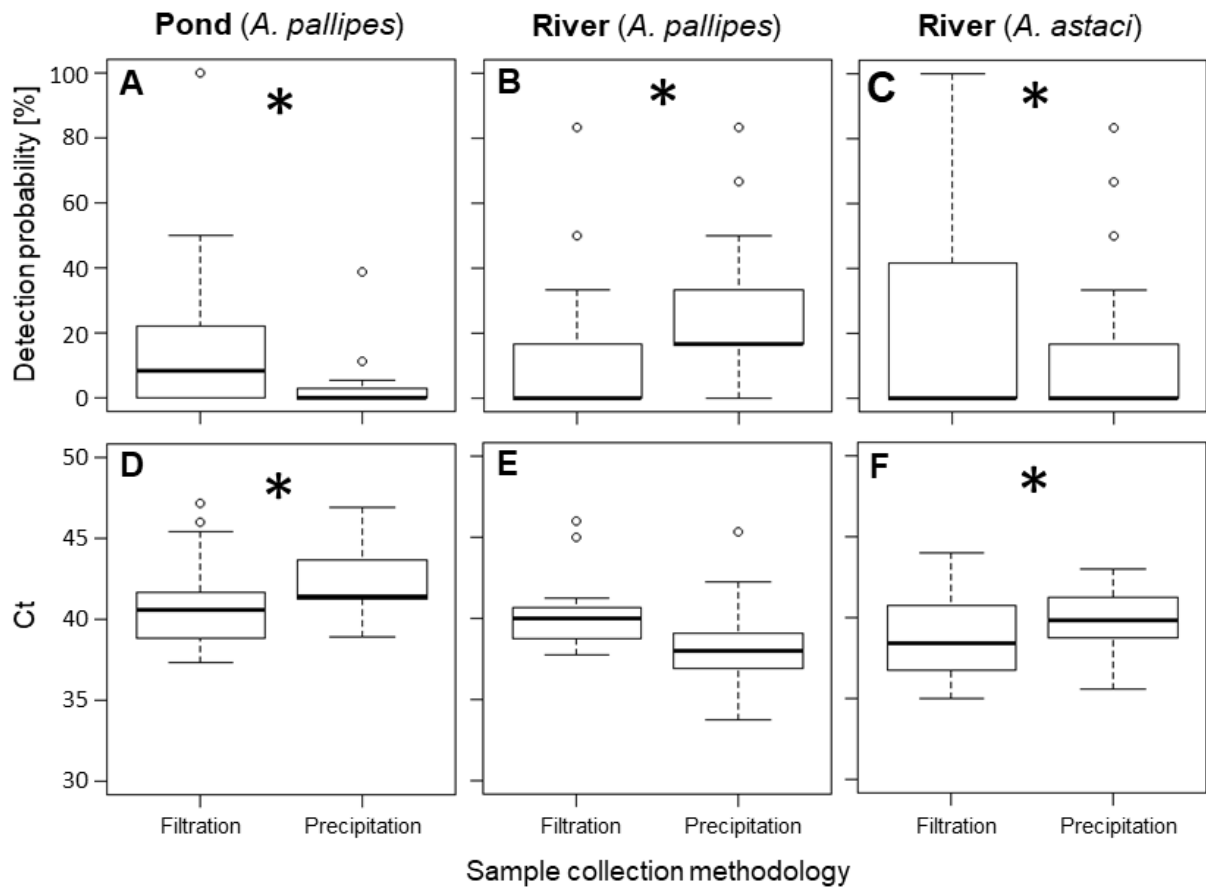 Pond (A. pallipes) River (A. pallipes) River (A. astaci)
A * B * C *
Detection probability [%]
100
80
60
40
20
0
D * E F *
Ct
50
45
40
35
30
Filtration Precipitation Filtration Precipitation Filtration Precipitation
Sample collection methodology